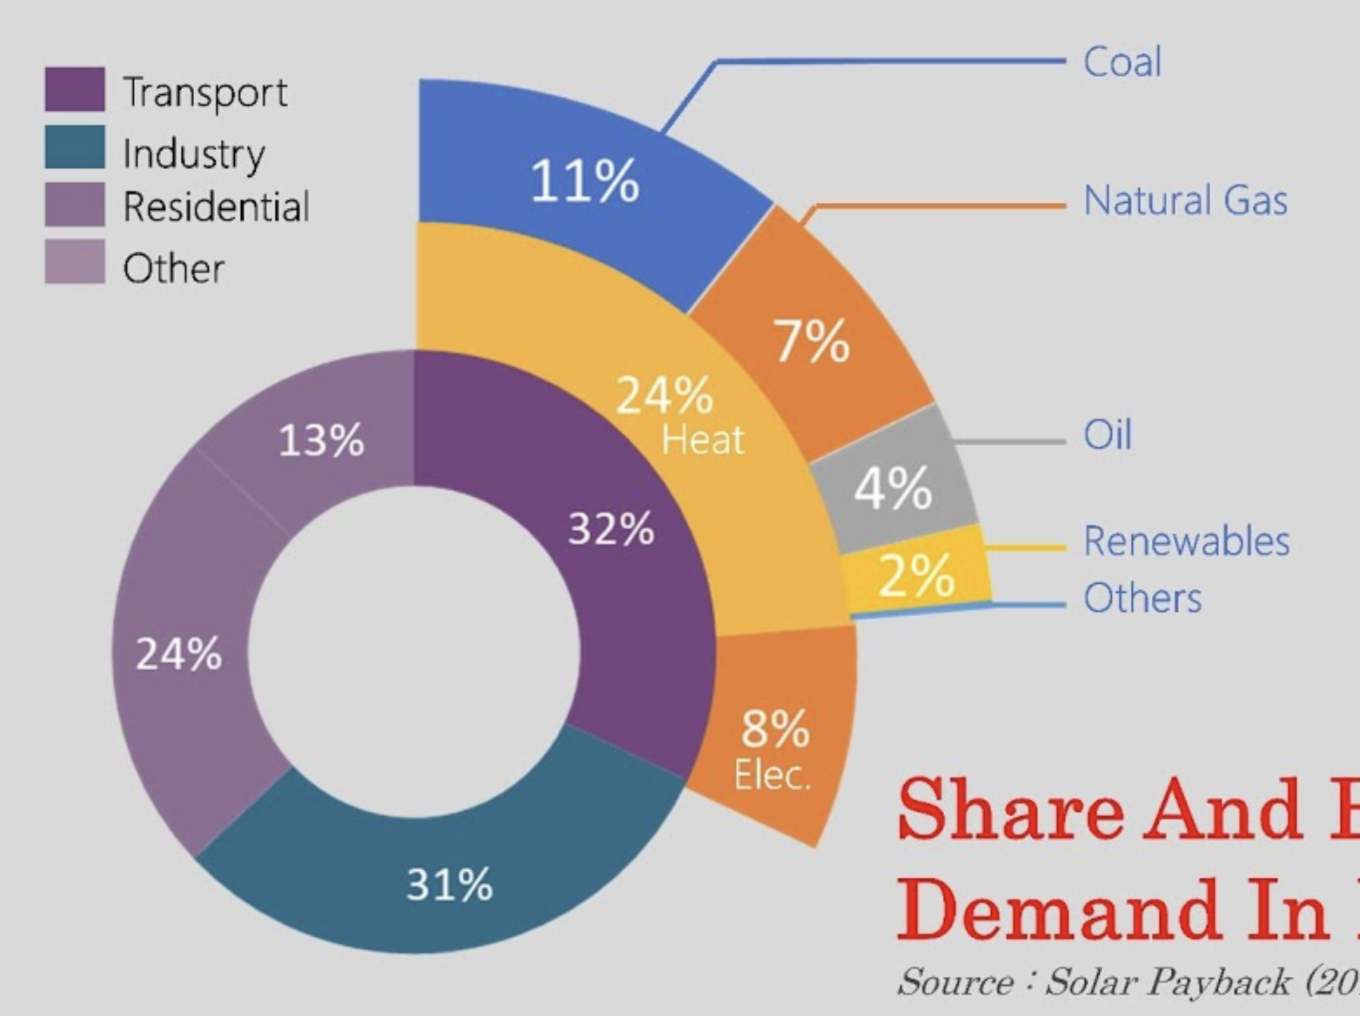 Transport
Industry
Residential
Other
Coal
11%
Natural Gas
7%
24%
Heat
Oil
13%
4%
32%
Renewables
2%
Others
24%
8%
Elec.
31%
Share And
Demand In
Source : Solar Payback